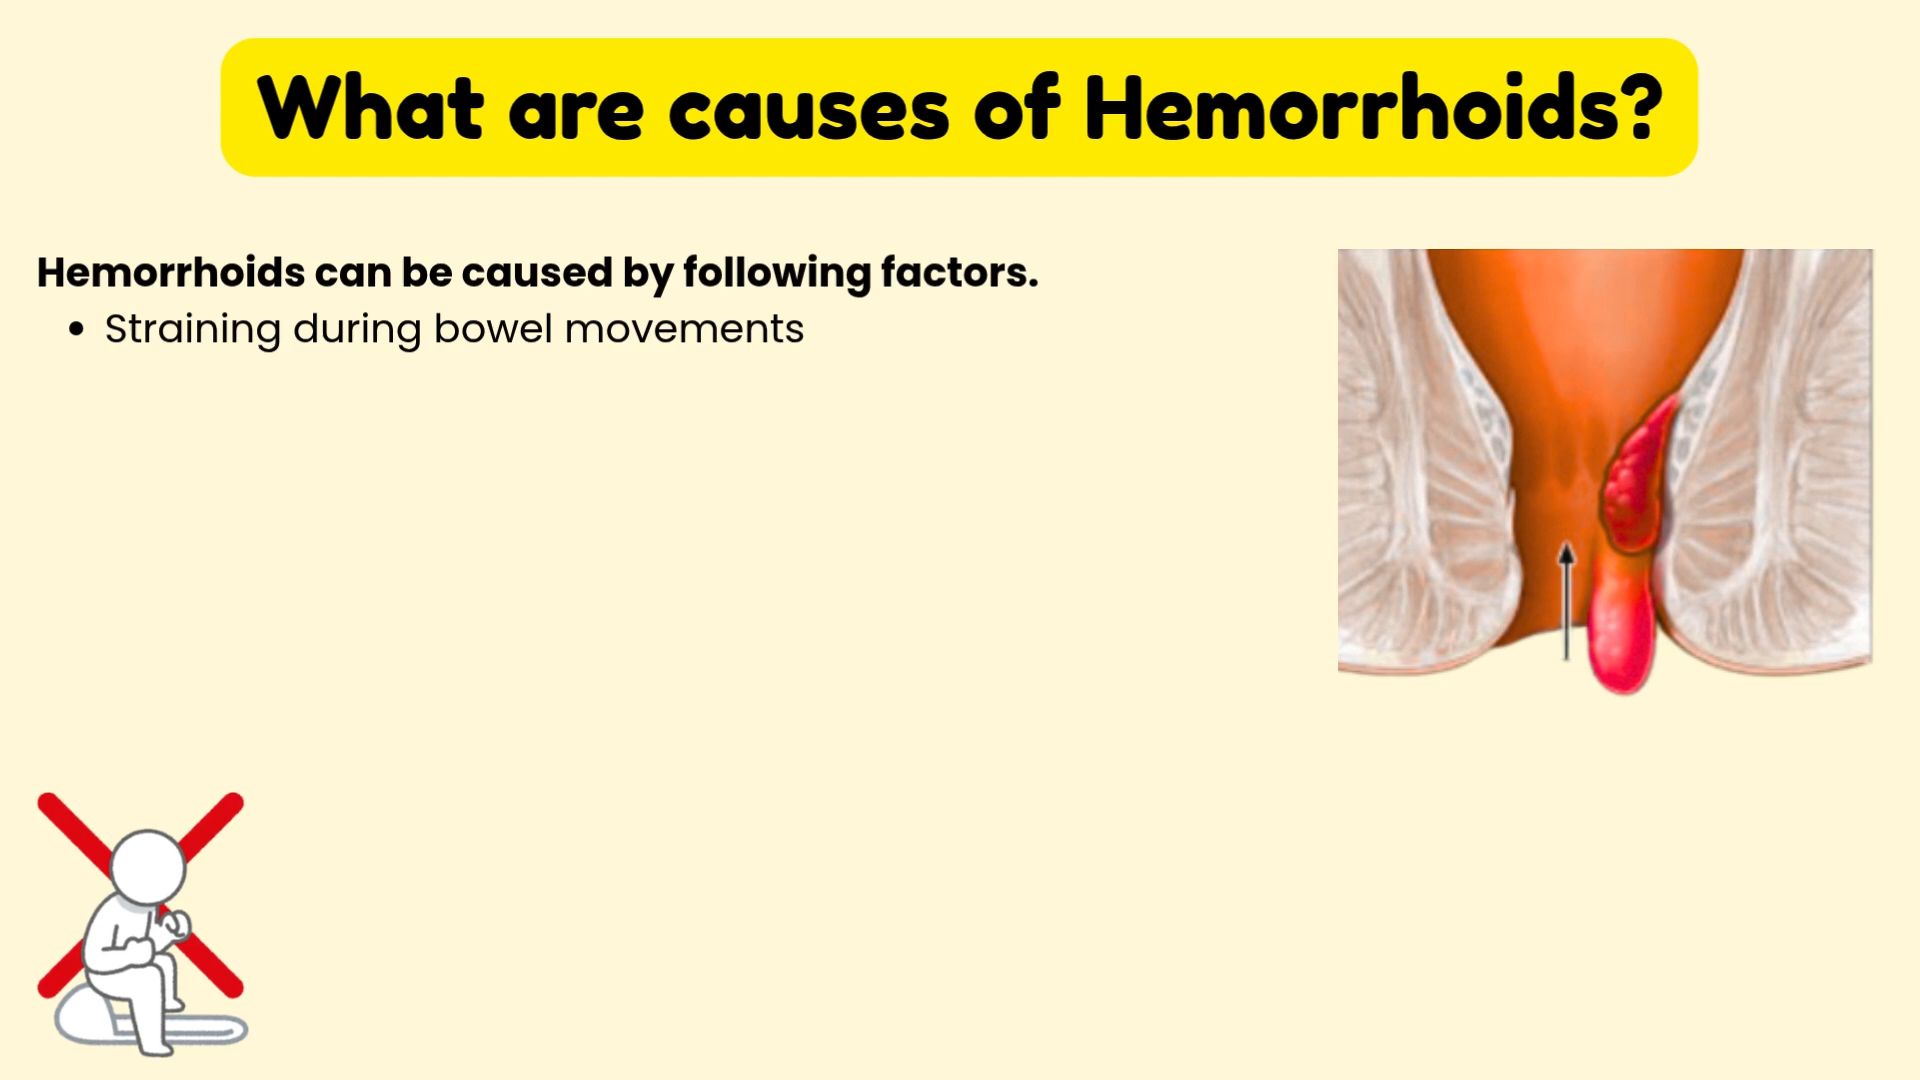 What are causes of Hemorrhoids?
Hemorrhoids can be caused by following factors.
• Straining during bowel movements